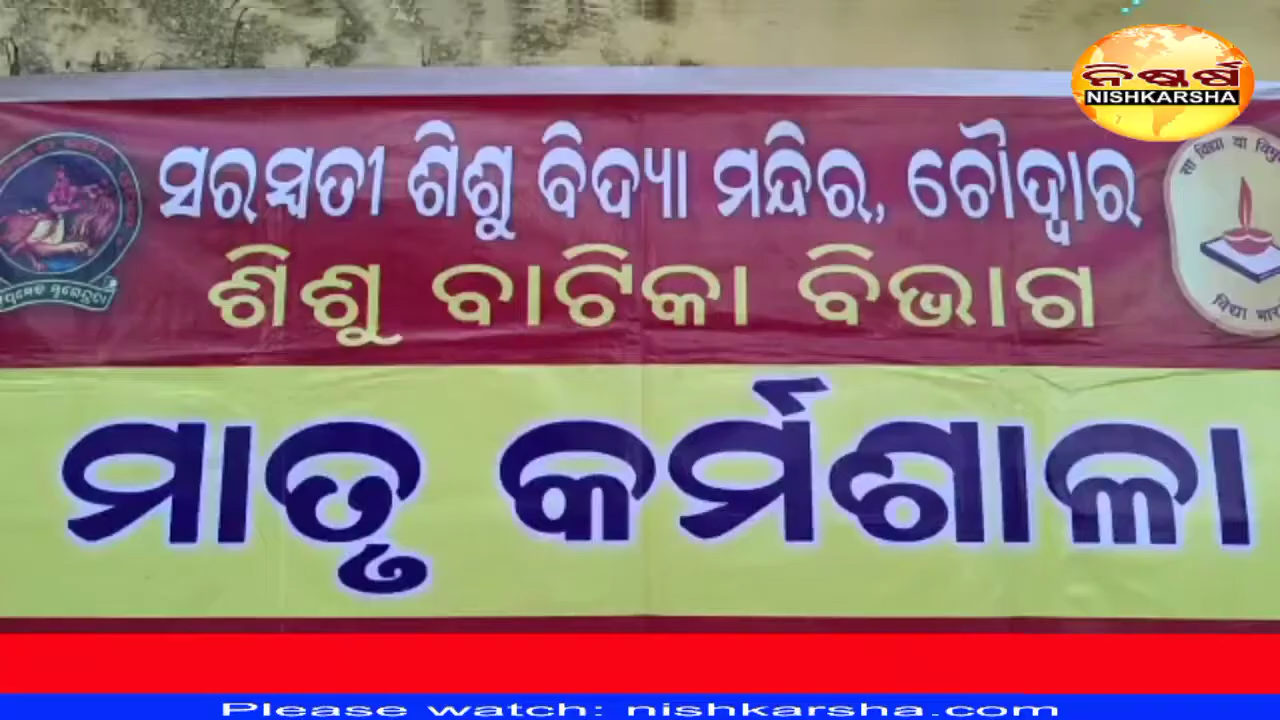 ନିଷ୍କର୍ଷ
NISHKARSHA
ସରସ୍ୱତୀ ଶିଶୁ ବିଦ୍ୟା ମନ୍ଦିର, ଚୌଦ୍ୱାର
ଶିଶୁ ବାଟିକା ବିଭାଗ
सा विद्या या
विद्या
ମାତୃ କର୍ମଶାଳା
Please watch: nishkarsha.com